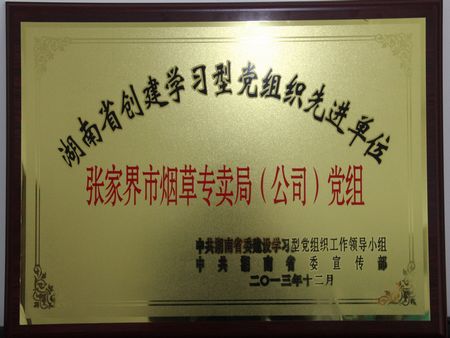 湖南省创建学习型党组织先进单位
张家界市烟草专卖局（公司）党组
中共湖南省委建设学习型党组织工作领导小组
中共湖南省委宣传部
二〇一三年十二月